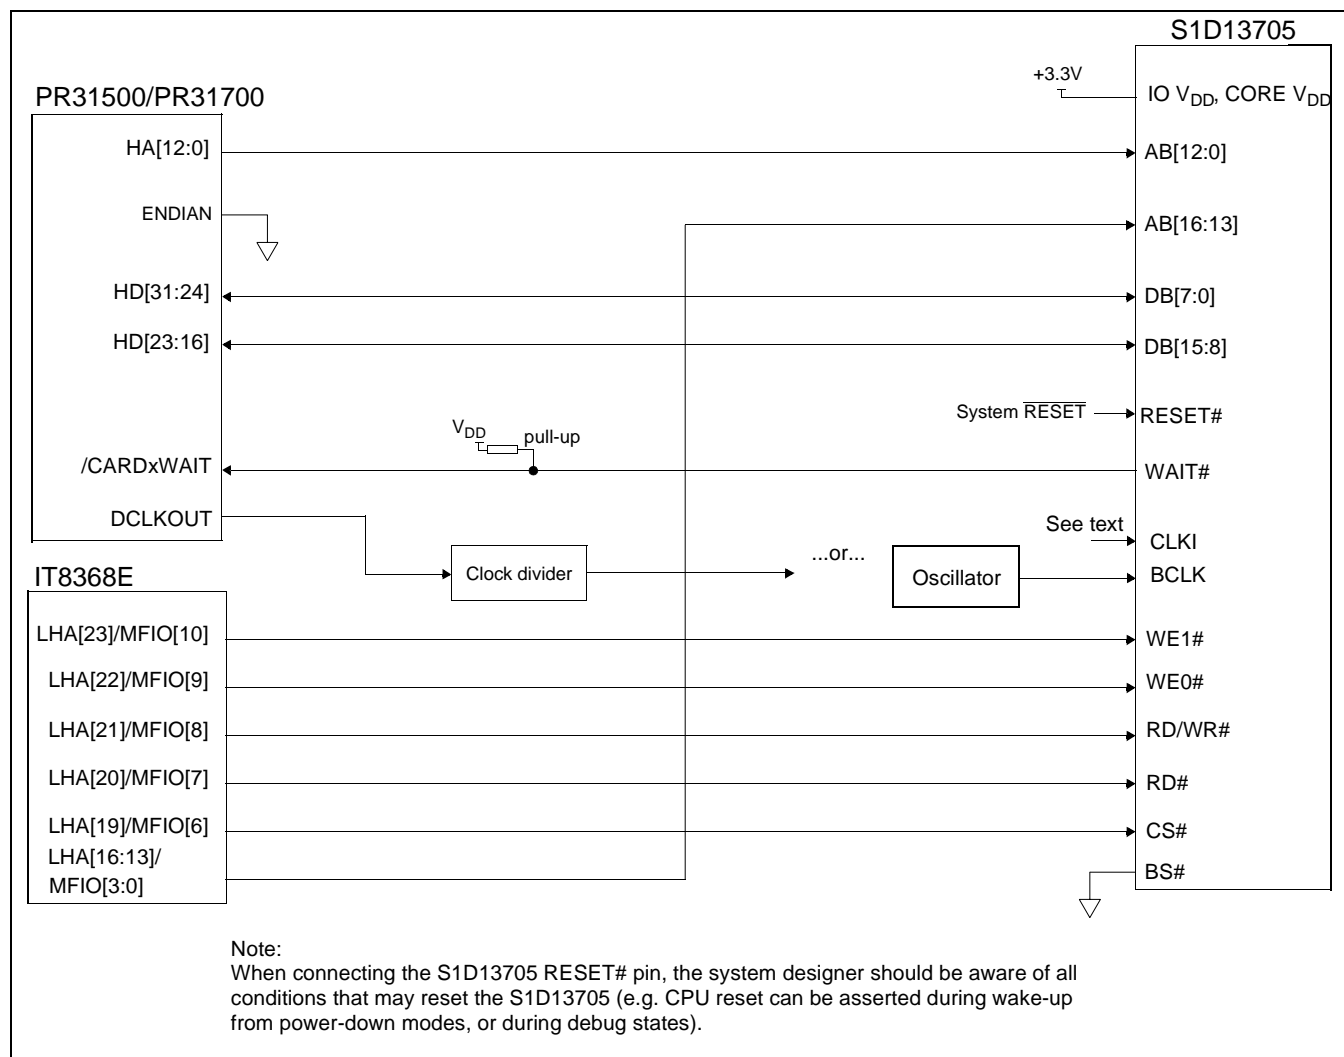 S1D13705
+3.3V
IO VDD, CORE VDD
PR31500/PR31700
HA[12:0]
AB[12:0]
ENDIAN
AB[16:13]
HD[31:24]
DB[7:0]
HD[23:16]
DB[15:8]
System RESET
RESET#
VDD
pull-up
/CARDxWAIT
WAIT#
DCLKOUT
See text
CLKI
...or...
Clock divider
Oscillator
BCLK
IT8368E
LHA[23]/MFIO[10]
WE1#
LHA[22]/MFIO[9]
WE0#
LHA[21]/MFIO[8]
RD/WR#
LHA[20]/MFIO[7]
RD#
LHA[19]/MFIO[6]
CS#
LHA[16:13]/
MFIO[3:0]
BS#
Note:
When connecting the S1D13705 RESET# pin, the system designer should be aware of all
conditions that may reset the S1D13705 (e.g. CPU reset can be asserted during wake-up
from power-down modes, or during debug states).